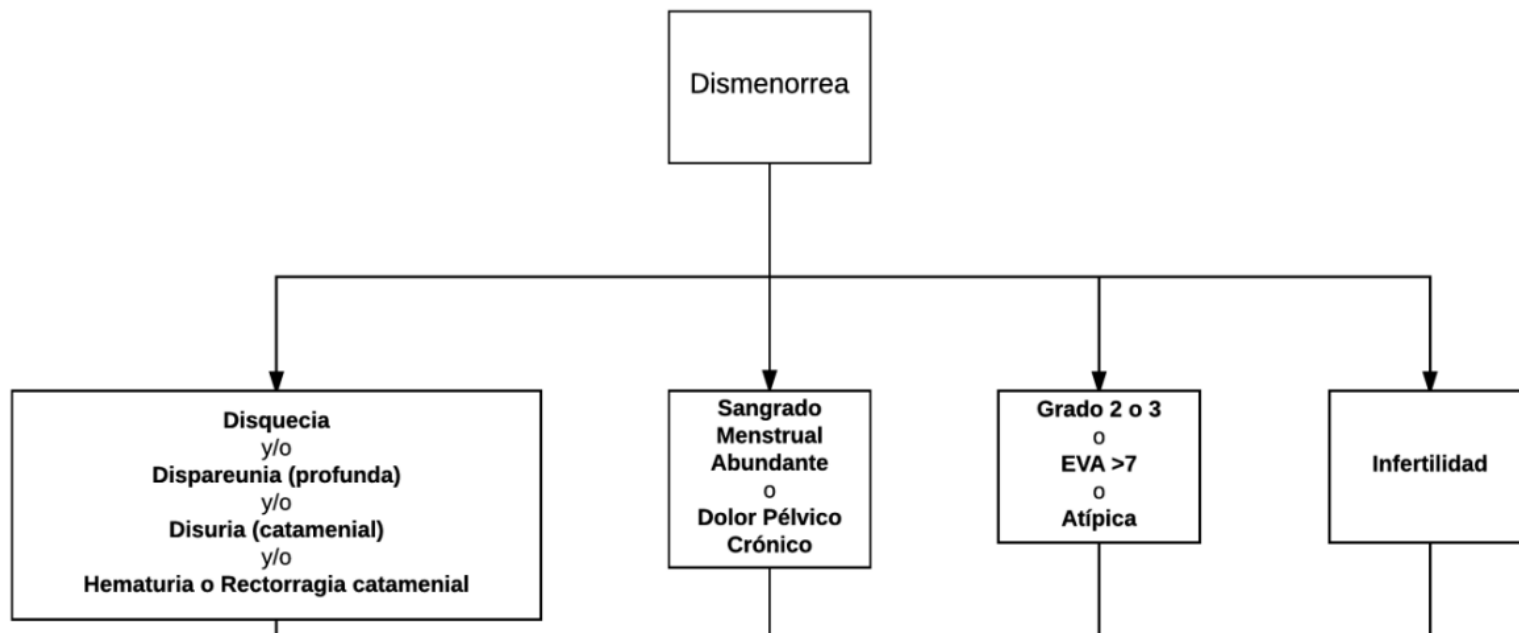 Dismenorrea
Disquecia
y/o
Dispareunia (profunda)
y/o
Disuria (catamenial)
y/o
Hematuria o Rectorragia catamenial
Sangrado
Menstrual
Abundante
o
Dolor Pélvico
Crónico
Grado 2 o 3
o
EVA >7
o
Atípica
Infertilidad